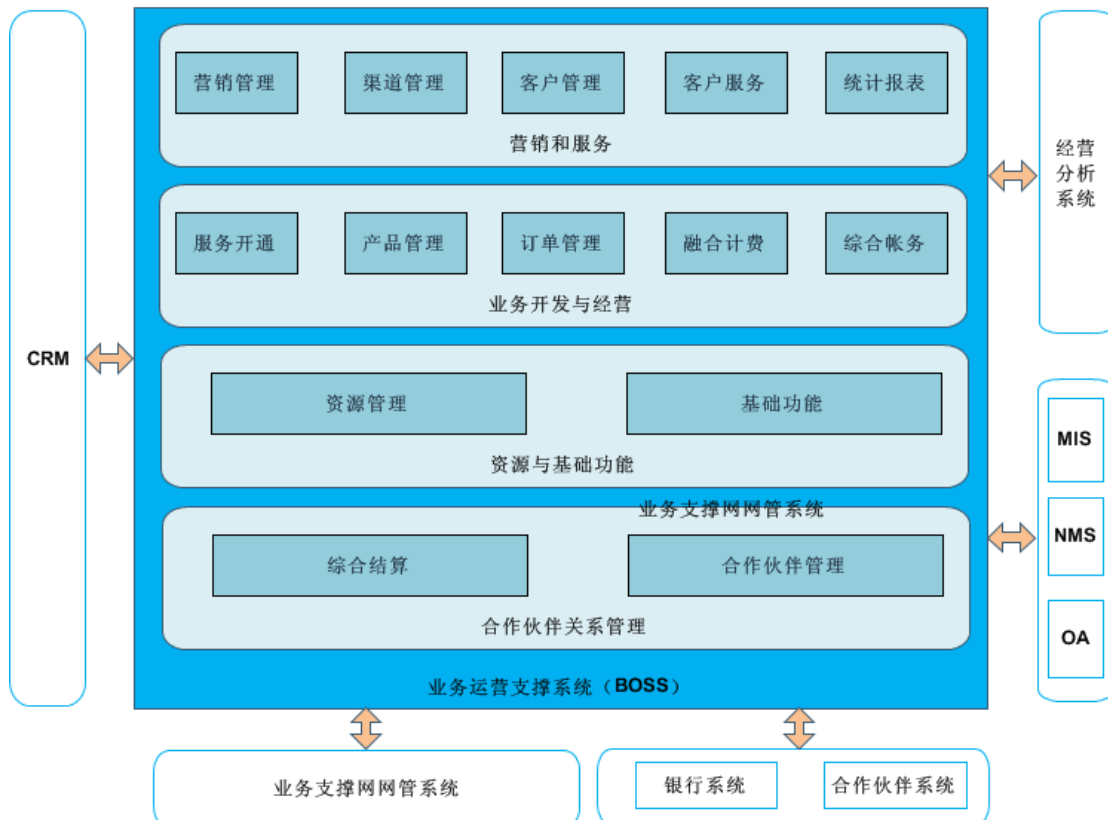 营销管理
渠道管理
客户管理
客户服务
统计报表
营销和服务
服务开通
产品管理
订单管理
融合计费
综合帐务
业务开发与经营
CRM
资源管理
基础功能
资源与基础功能
业务支撑网网管系统
综合结算
合作伙伴管理
合作伙伴关系管理
业务运营支撑系统（BOSS）
经营
分析
系统
MIS
NMS
OA
业务支撑网网管系统
银行系统
合作伙伴系统